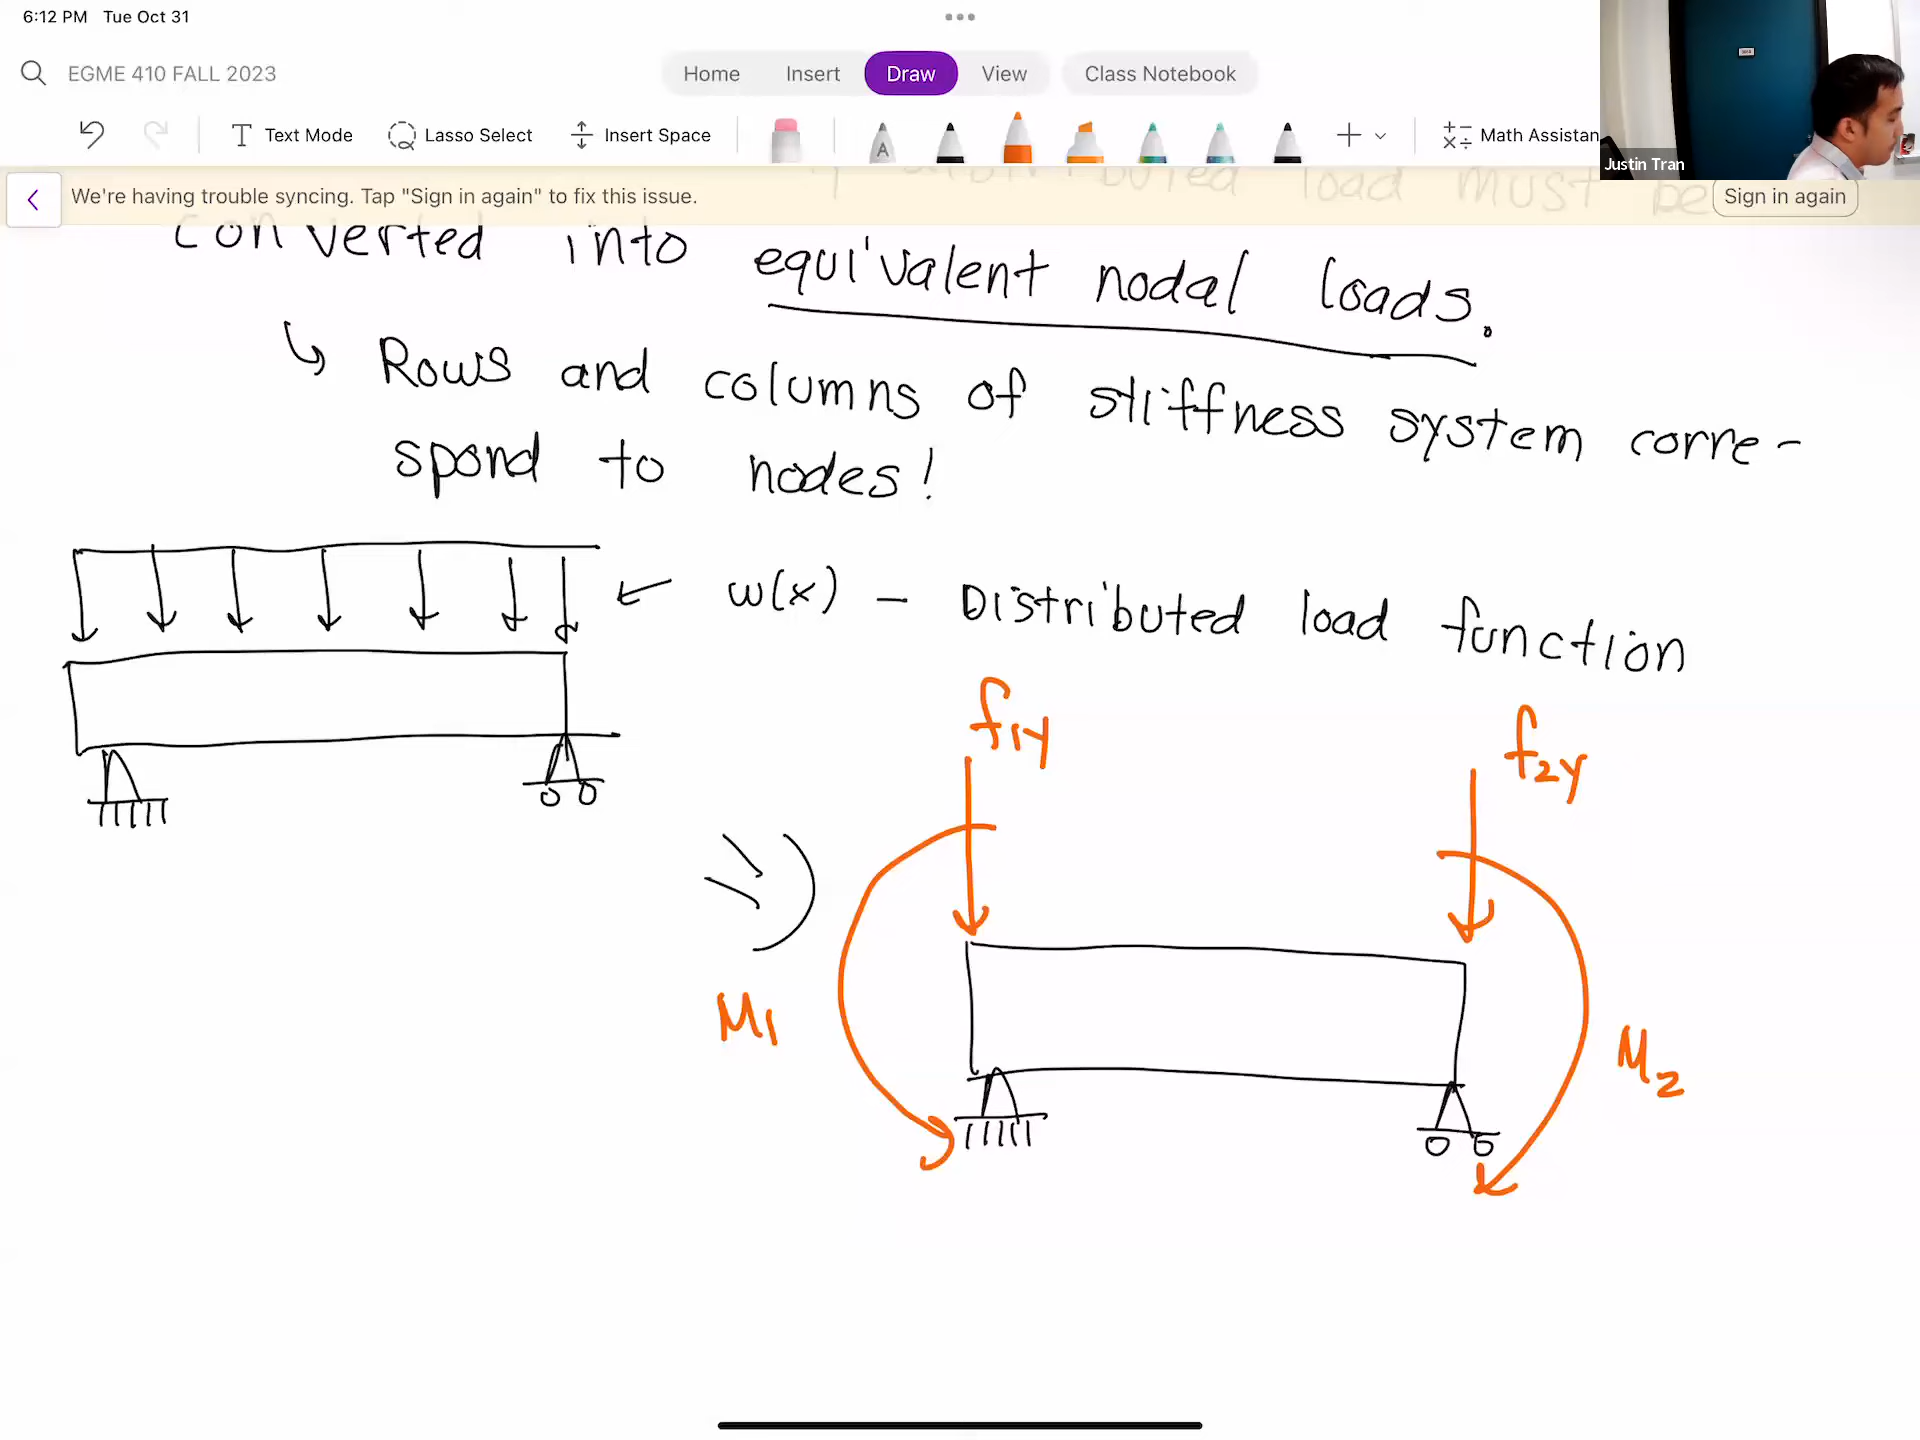 6:12 PM Tue Oct 31
EGME 410 FALL 2023
Home Insert Draw View Class Notebook
Text Mode Lasso Select Insert Space A Math Assistan
Justin Tran
load must be
We're having trouble syncing. Tap "Sign in again" to fix this issue.
Sign in again
converted into equivalent nodal loads.
↳ Rows and columns of stiffness system corre-
spond to nodes!
← w(x) - Distributed load function
f1y
f2y
M1
M2